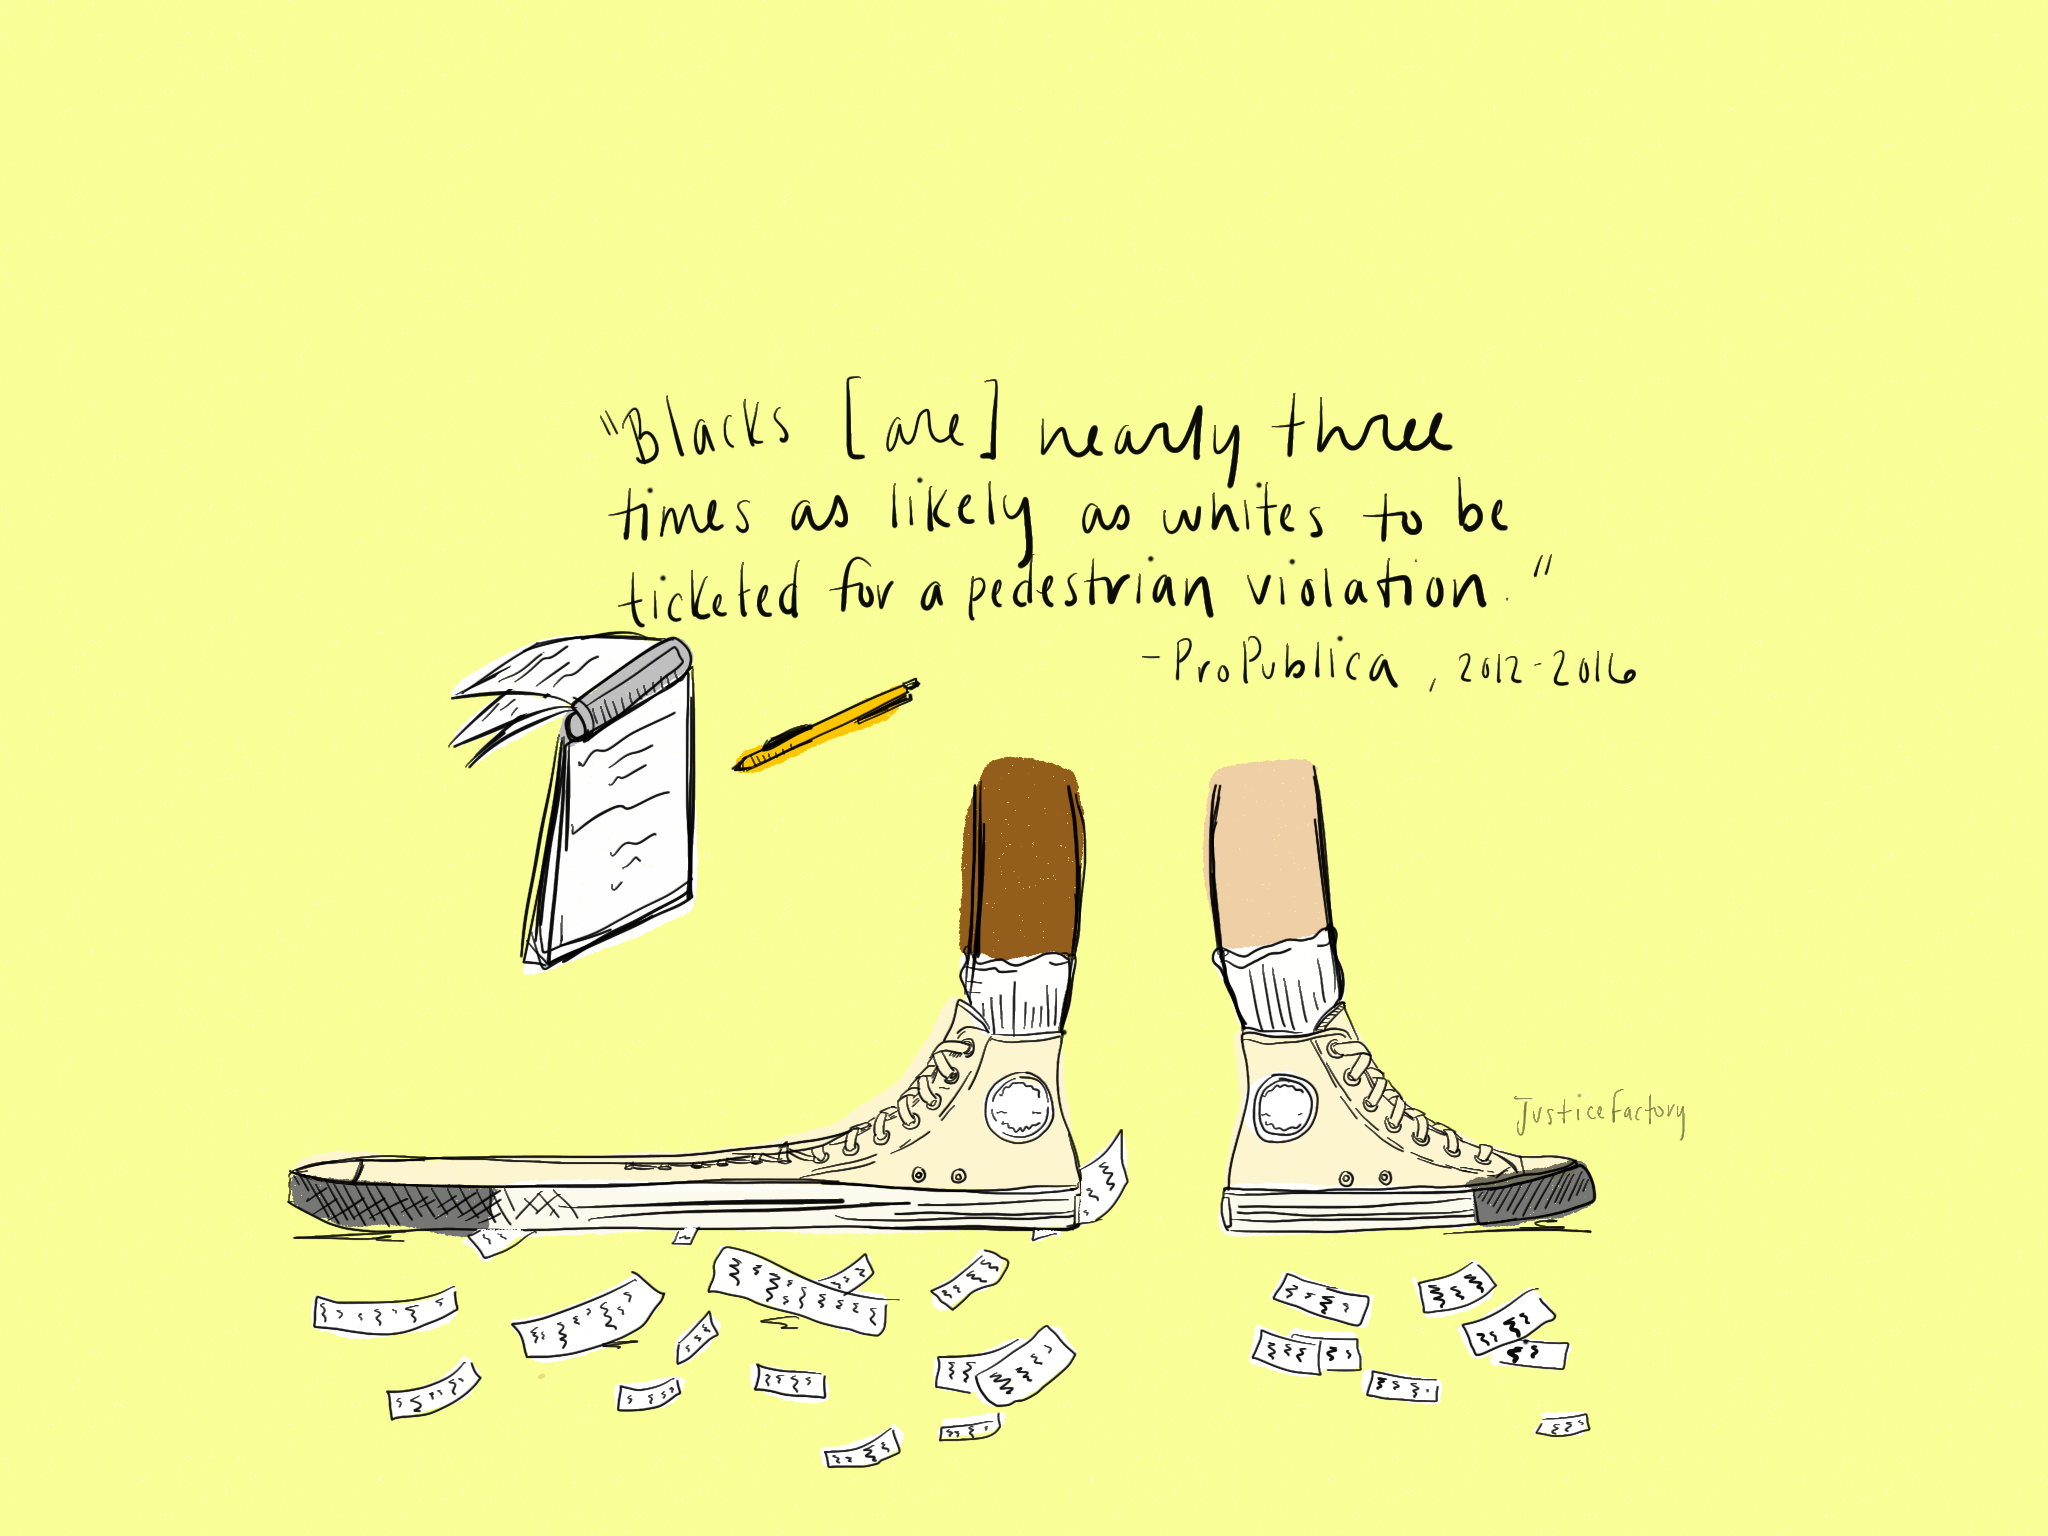 "Blacks [are] nearly three
times as likely as whites to be
ticketed for a pedestrian violation."
-ProPublica, 2012-2016
JusticeFactory